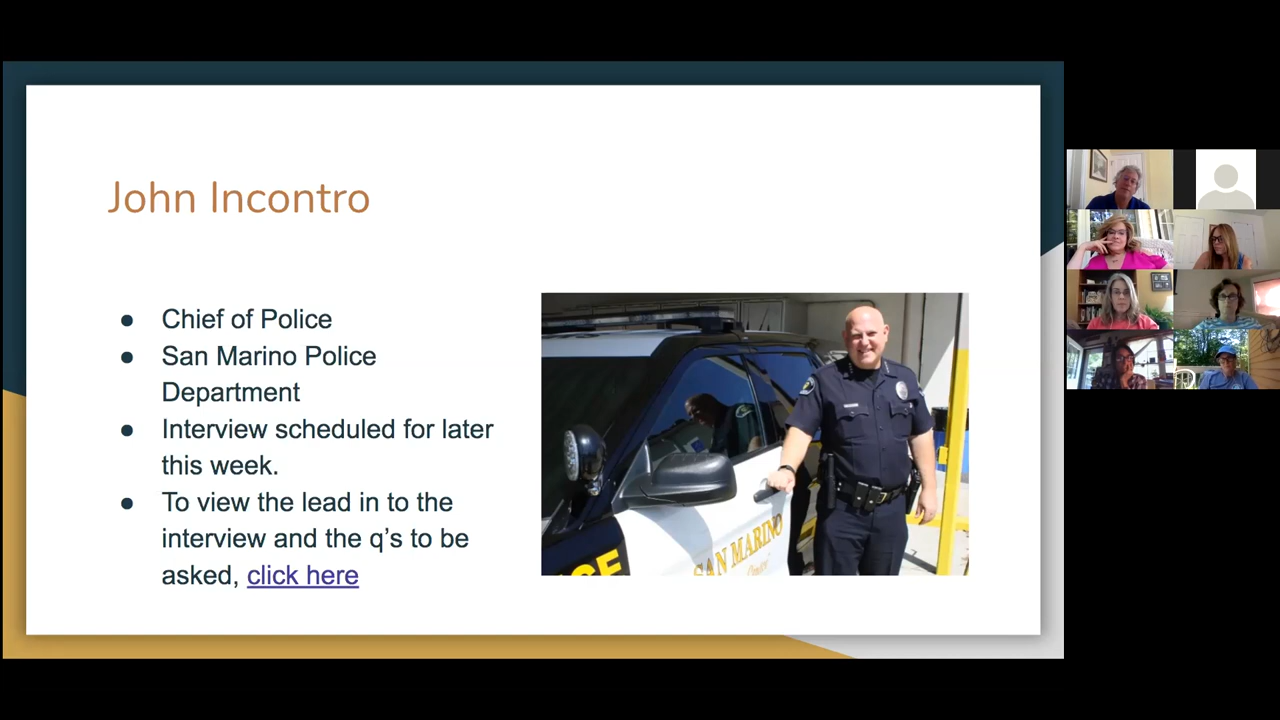 John Incontro
● Chief of Police
● San Marino Police
Department
● Interview scheduled for later
this week.
● To view the lead in to the
interview and the q’s to be
asked, click here
SAN MARINO